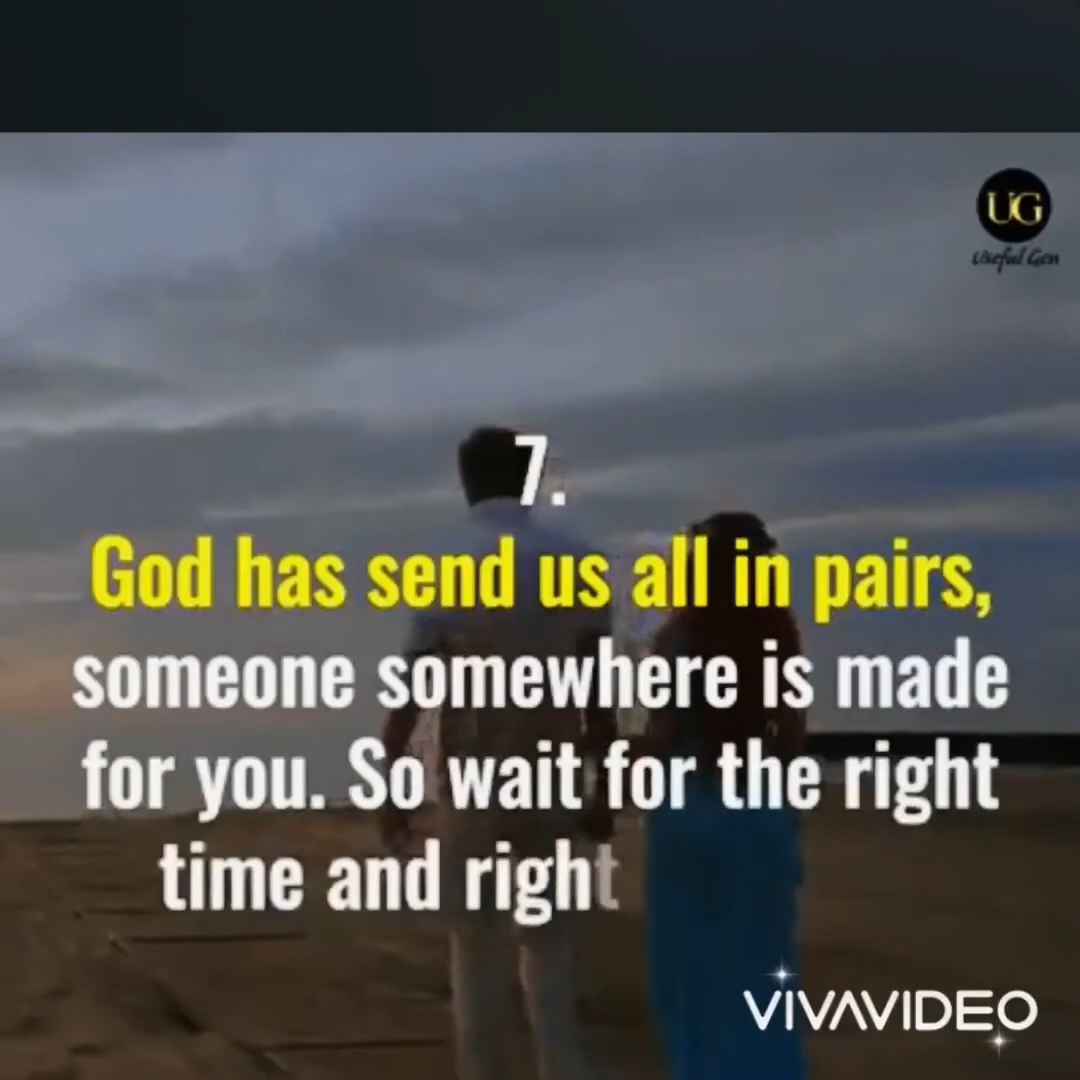 UG
Useful Gen
7.
God has send us all in pairs,
someone somewhere is made
for you. So wait for the right
time and right
VIVAVIDEO